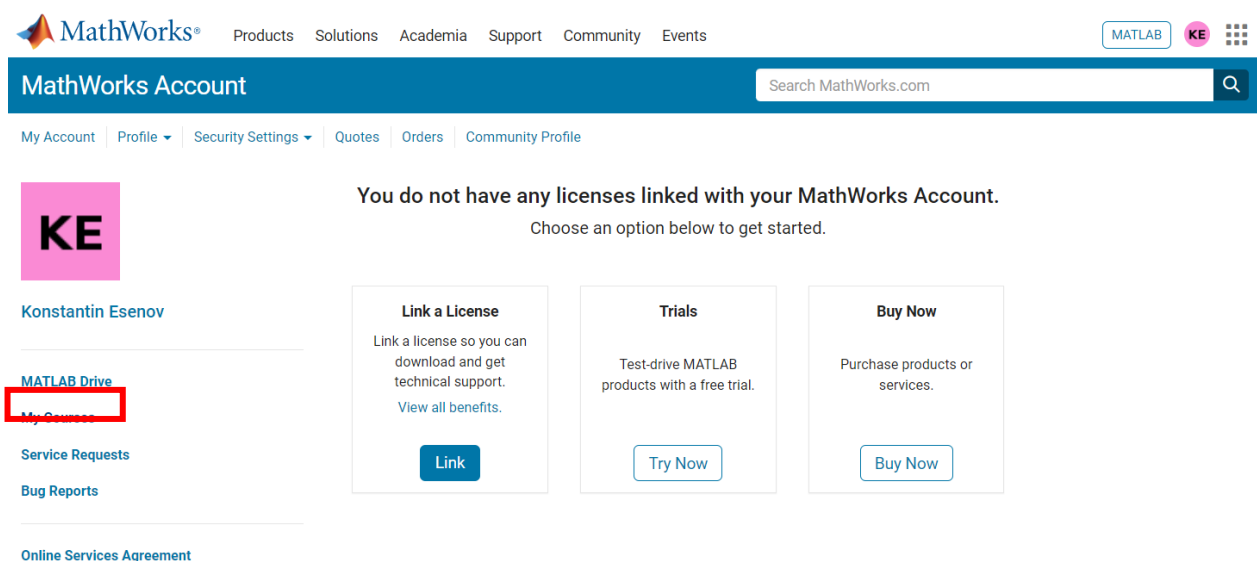 MathWorks®
Products Solutions Academia Support Community Events
MATLAB KE
MathWorks Account
Search MathWorks.com
My Account Profile Security Settings Quotes Orders Community Profile
KE
Konstantin Esenov
MATLAB Drive
My Courses
Service Requests
Bug Reports
Online Services Agreement
You do not have any licenses linked with your MathWorks Account.
Choose an option below to get started.
Link a License
Link a license so you can
download and get
technical support.
View all benefits.
Link
Trials
Test-drive MATLAB
products with a free trial.
Try Now
Buy Now
Purchase products or
services.
Buy Now